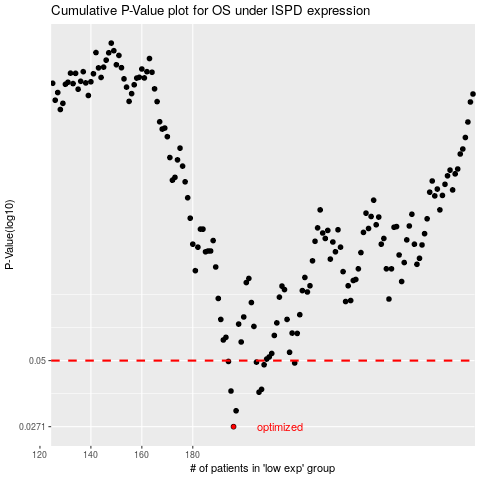 Cumulative P-Value plot for OS under ISPD expression
P-Value(log10)
0.05
0.0271
optimized
120 140 160 180
# of patients in 'low exp' group